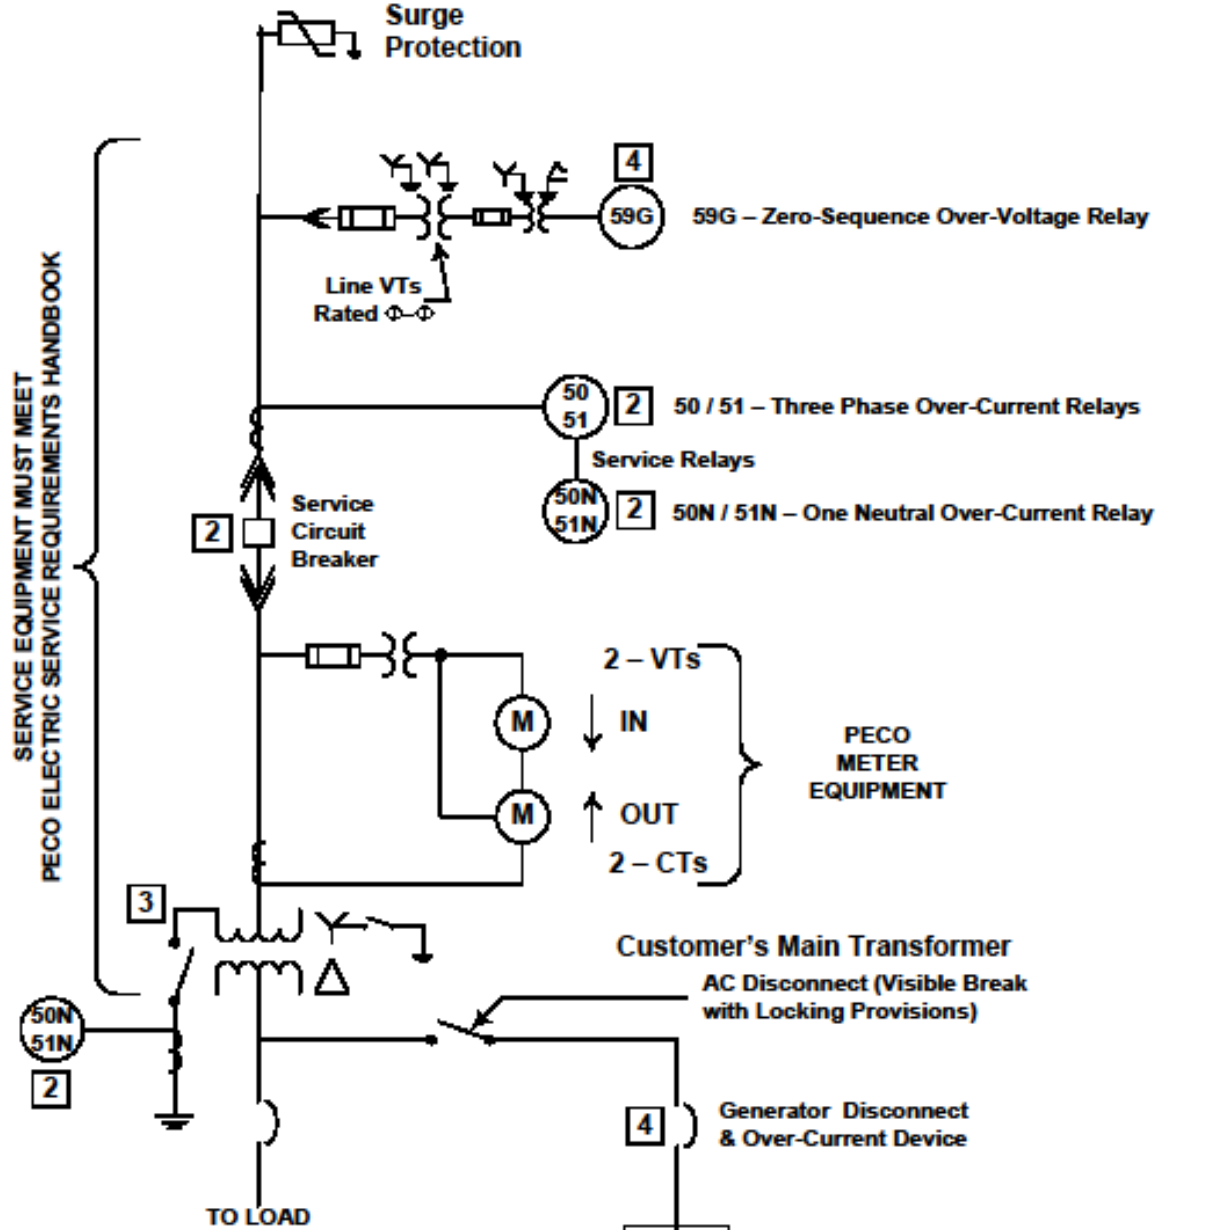 Surge
Protection
4
59G
59G – Zero-Sequence Over-Voltage Relay
Line VTs
Rated Φ–Φ
SERVICE EQUIPMENT MUST MEET
PECO ELECTRIC SERVICE REQUIREMENTS HANDBOOK
50
51
2
50 / 51 – Three Phase Over-Current Relays
Service Relays
50N
51N
2
50N / 51N – One Neutral Over-Current Relay
2
Service
Circuit
Breaker
2 – VTs
M
IN
PECO
METER
EQUIPMENT
M
OUT
2 – CTs
3
Customer's Main Transformer
AC Disconnect (Visible Break
with Locking Provisions)
50N
51N
2
4
Generator Disconnect
& Over-Current Device
TO LOAD